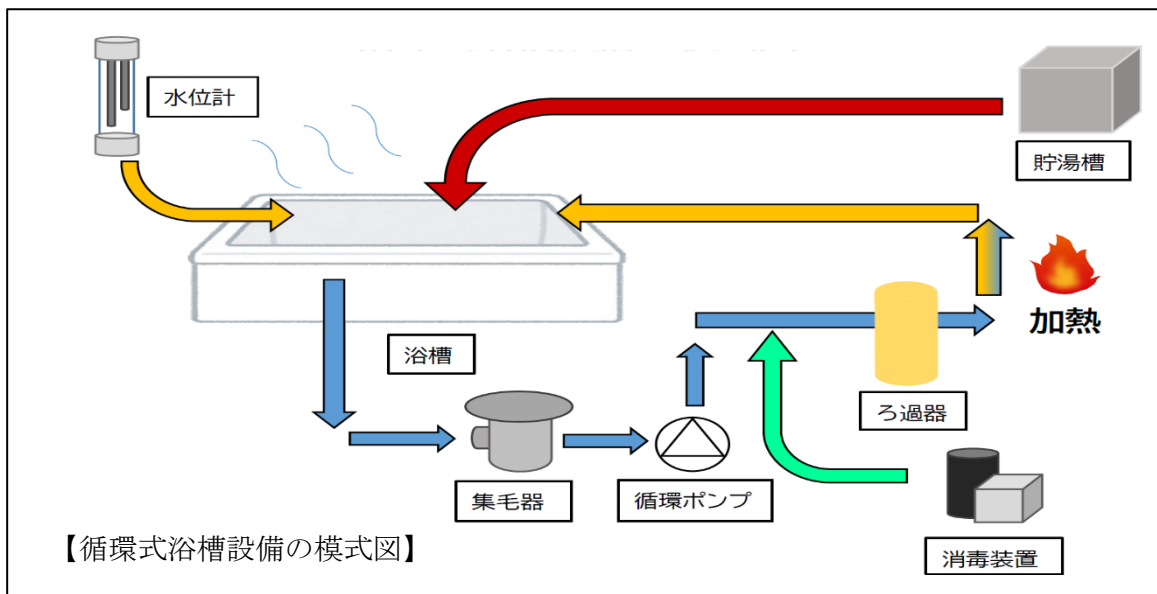 水位計
貯湯槽
加熱
浴槽
ろ過器
集毛器
循環ポンプ
消毒装置
【循環式浴槽設備の模式図】